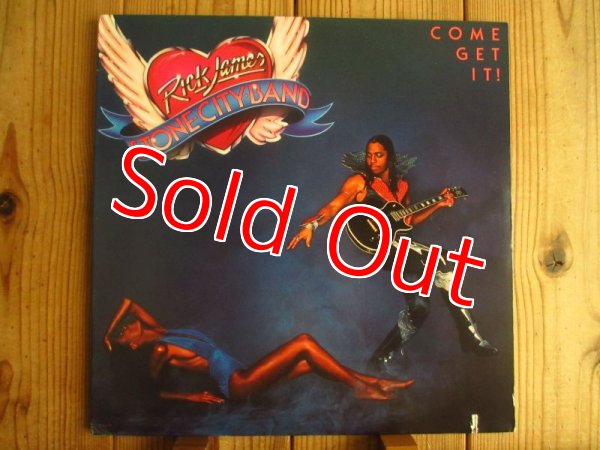 Rick James
STONE·CITY·BAND
COME
GET
IT!
Sold Out